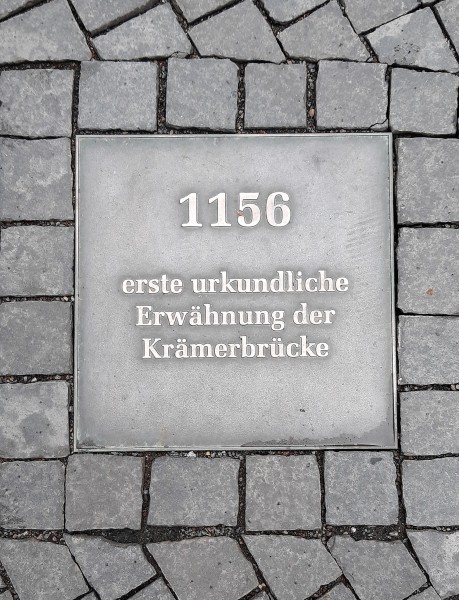 1156
erste urkundliche
Erwähnung der
Krämerbrücke